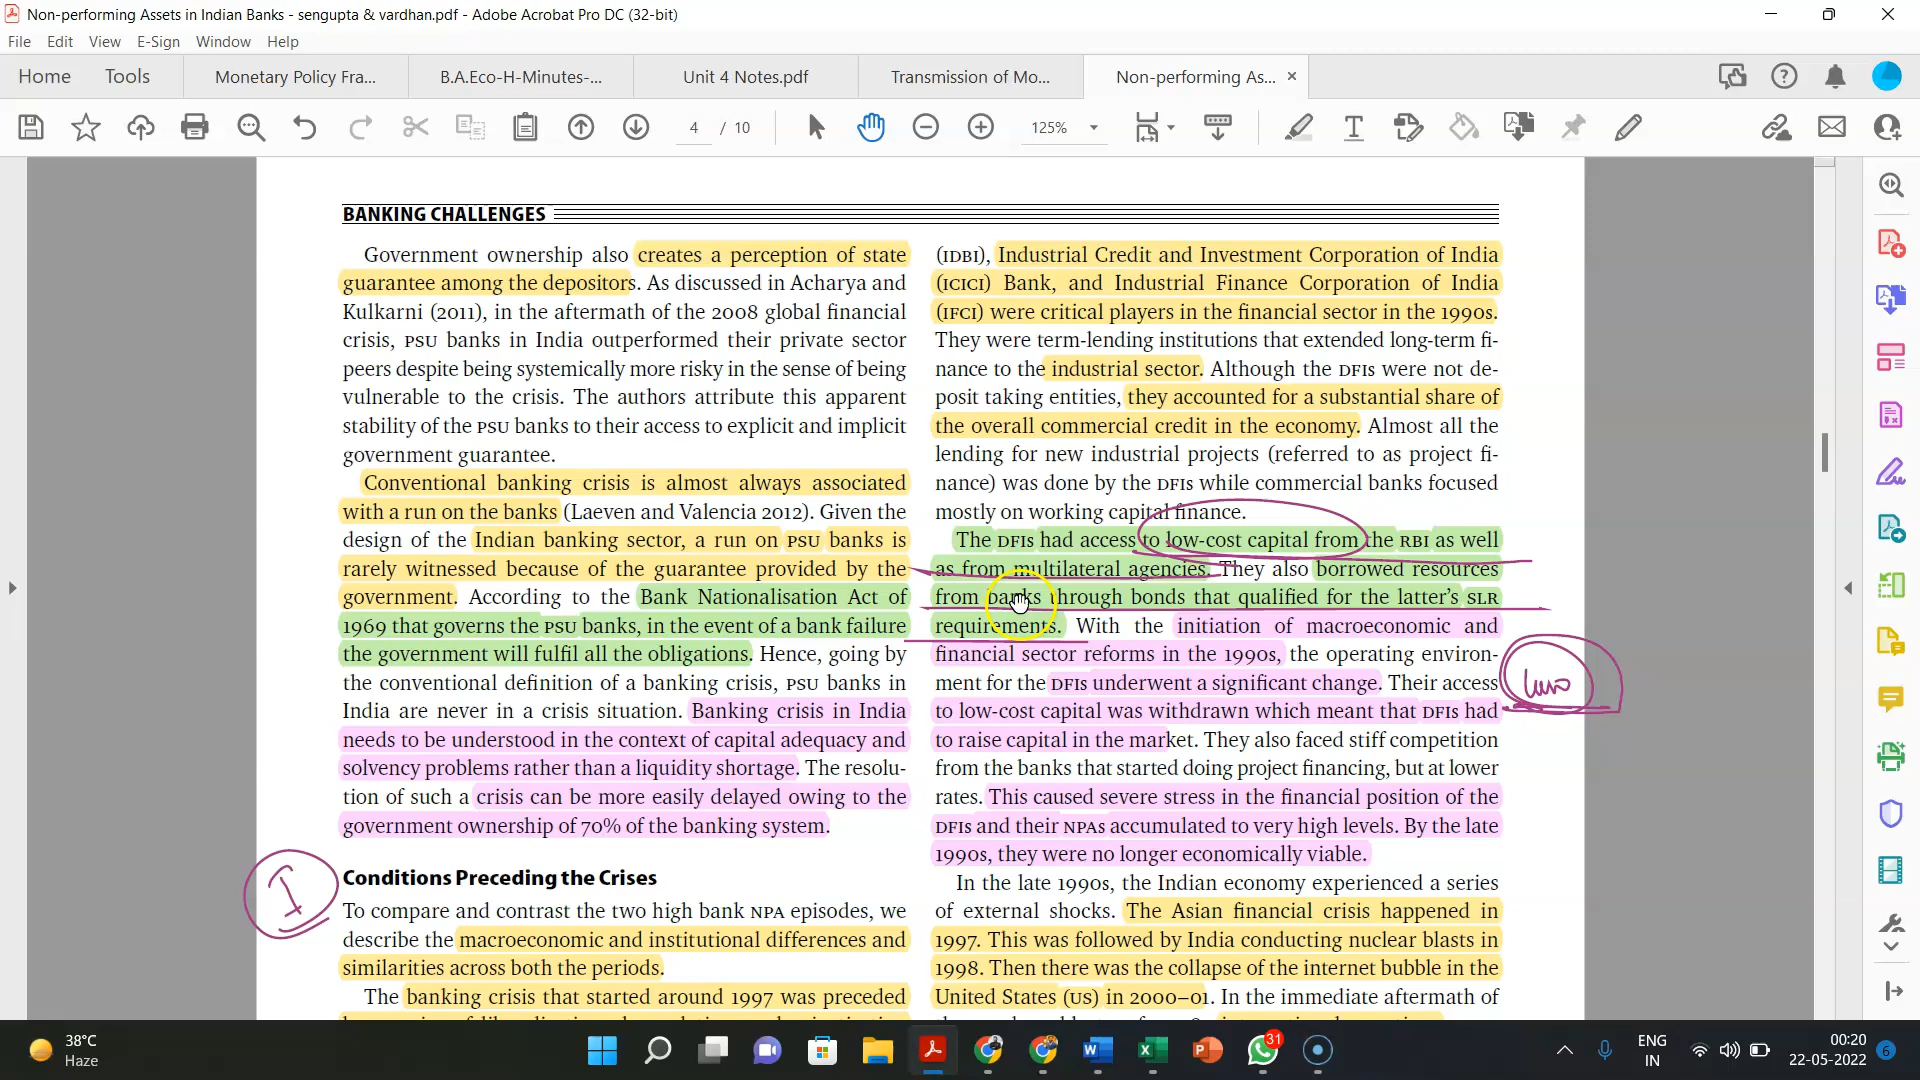 Non-performing Assets in Indian Banks - sengupta & vardhan.pdf - Adobe Acrobat Pro DC (32-bit)
File Edit View E-Sign Window Help
Home Tools Monetary Policy Fra... B.A.Eco-H-Minutes-... Unit 4 Notes.pdf Transmission of Mo... Non-performing As... ×
4 / 10 125%
BANKING CHALLENGES
Government ownership also creates a perception of state
guarantee among the depositors. As discussed in Acharya and
Kulkarni (2011), in the aftermath of the 2008 global financial
crisis, PSU banks in India outperformed their private sector
peers despite being systemically more risky in the sense of being
vulnerable to the crisis. The authors attribute this apparent
stability of the PSU banks to their access to explicit and implicit
government guarantee.
Conventional banking crisis is almost always associated
with a run on the banks (Laeven and Valencia 2012). Given the
design of the Indian banking sector, a run on PSU banks is
rarely witnessed because of the guarantee provided by the
government. According to the Bank Nationalisation Act of
1969 that governs the PSU banks, in the event of a bank failure
the government will fulfil all the obligations. Hence, going by
the conventional definition of a banking crisis, PSU banks in
India are never in a crisis situation. Banking crisis in India
needs to be understood in the context of capital adequacy and
solvency problems rather than a liquidity shortage. The resolu-
tion of such a crisis can be more easily delayed owing to the
government ownership of 70% of the banking system.
I
Conditions Preceding the Crises
To compare and contrast the two high bank NPA episodes, we
describe the macroeconomic and institutional differences and
similarities across both the periods.
The banking crisis that started around 1997 was preceded
(IDBI), Industrial Credit and Investment Corporation of India
(ICICI) Bank, and Industrial Finance Corporation of India
(IFCI) were critical players in the financial sector in the 1990s.
They were term-lending institutions that extended long-term fi-
nance to the industrial sector. Although the DFIs were not de-
posit taking entities, they accounted for a substantial share of
the overall commercial credit in the economy. Almost all the
lending for new industrial projects (referred to as project fi-
nance) was done by the DFIs while commercial banks focused
mostly on working capital finance.
The DFIs had access to low-cost capital from the RBI as well
as from multilateral agencies. They also borrowed resources
from banks through bonds that qualified for the latter's SLR
requirements. With the initiation of macroeconomic and
financial sector reforms in the 1990s, the operating environ-
ment for the DFIs underwent a significant change. Their access
to low-cost capital was withdrawn which meant that DFIs had
to raise capital in the market. They also faced stiff competition
from the banks that started doing project financing, but at lower
rates. This caused severe stress in the financial position of the
DFIs and their NPAs accumulated to very high levels. By the late
1990s, they were no longer economically viable.
In the late 1990s, the Indian economy experienced a series
of external shocks. The Asian financial crisis happened in
1997. This was followed by India conducting nuclear blasts in
1998. Then there was the collapse of the internet bubble in the
United States (US) in 2000–01. In the immediate aftermath of
38°C
Haze
31
ENG
IN
00:20
22-05-2022
6